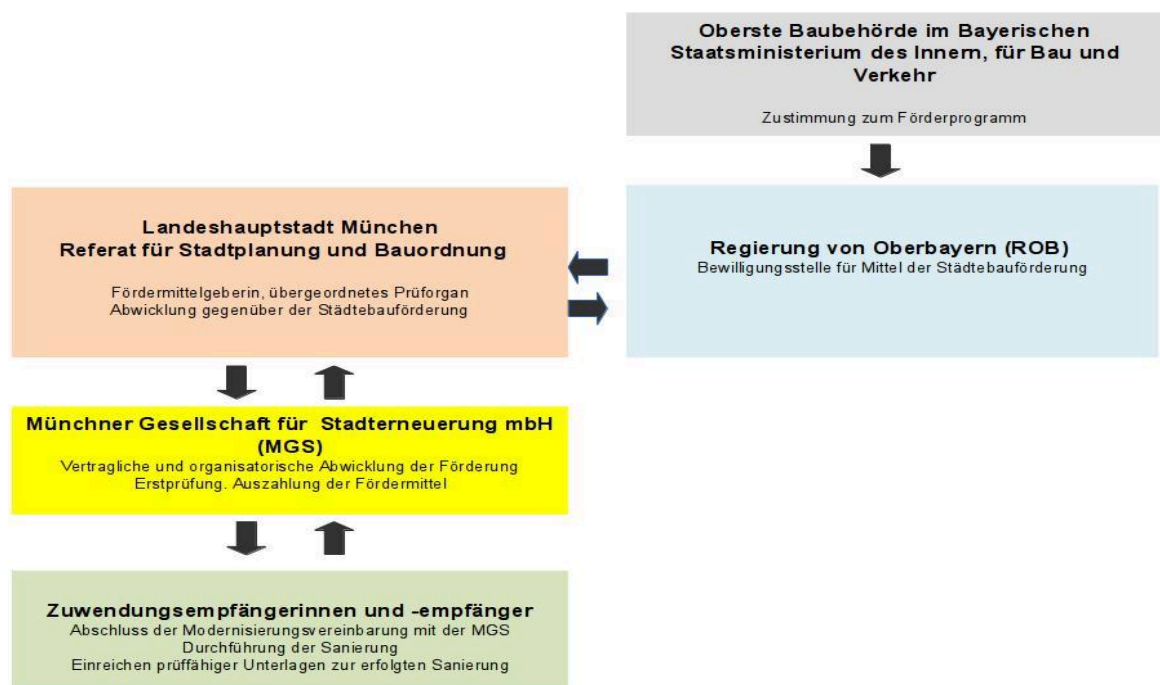 Oberste Baubehörde im Bayerischen
Staatsministerium des Innern, für Bau und
Verkehr
Zustimmung zum Förderprogramm
Landeshauptstadt München
Referat für Stadtplanung und Bauordnung
Fördermittelgeberin, übergeordnetes Prüforgan
Abwicklung gegenüber der Städtebauförderung
Regierung von Oberbayern (ROB)
Bewilligungsstelle für Mittel der Städtebauförderung
Münchner Gesellschaft für Stadterneuerung mbH
(MGS)
Vertragliche und organisatorische Abwicklung der Förderung
Erstprüfung. Auszahlung der Fördermittel
Zuwendungsempfängerinnen und -empfänger
Abschluss der Modernisierungsvereinbarung mit der MGS
Durchführung der Sanierung
Einreichen prüffähiger Unterlagen zur erfolgten Sanierung